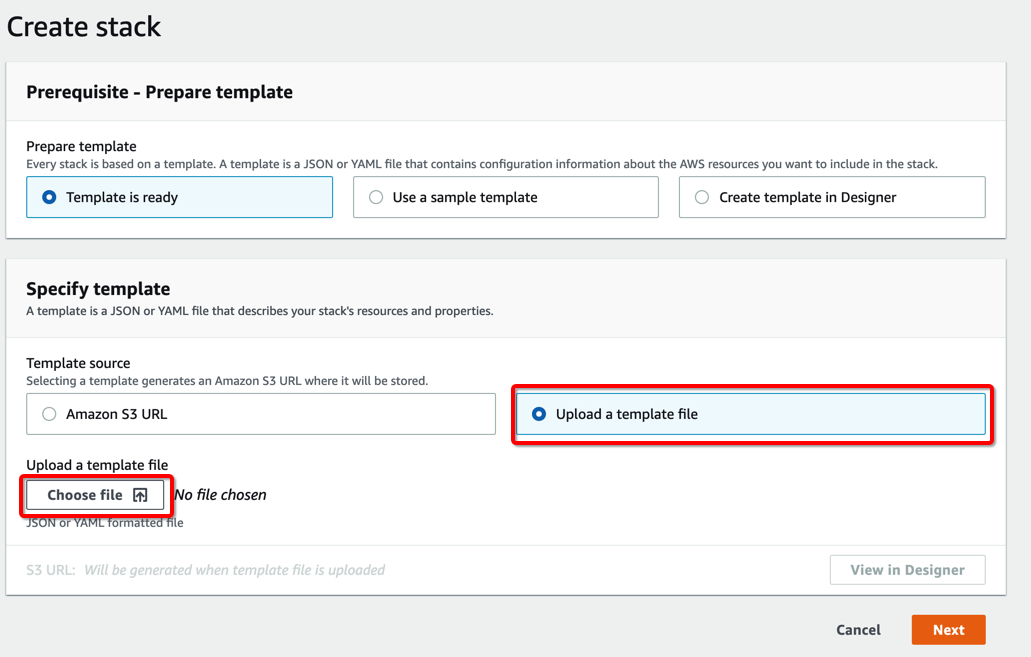 Create stack
Prerequisite - Prepare template
Prepare template
Every stack is based on a template. A template is a JSON or YAML file that contains configuration information about the AWS resources you want to include in the stack.
Template is ready
Use a sample template
Create template in Designer
Specify template
A template is a JSON or YAML file that describes your stack's resources and properties.
Template source
Selecting a template generates an Amazon S3 URL where it will be stored.
Amazon S3 URL
Upload a template file
Upload a template file
Choose file
No file chosen
JSON or YAML formatted file
S3 URL: Will be generated when template file is uploaded
View in Designer
Cancel
Next